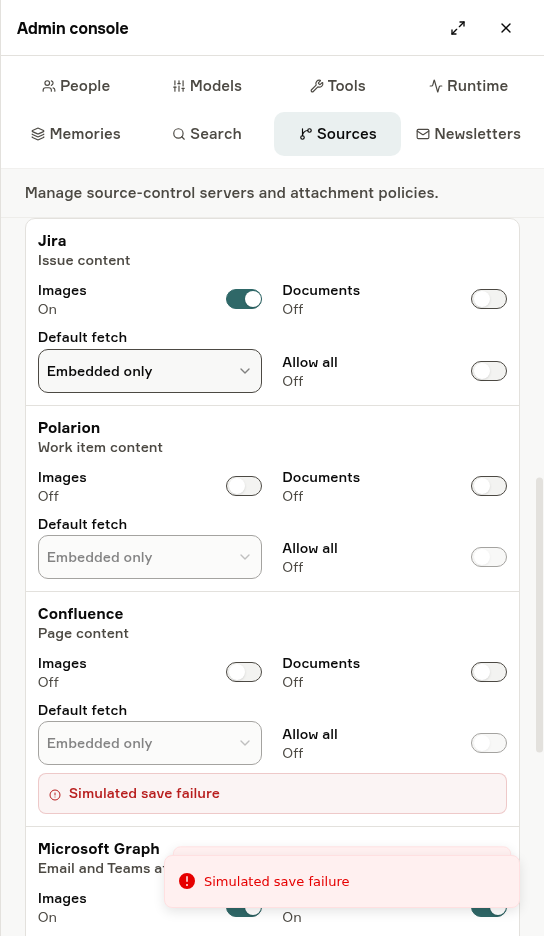 Admin console
People
Models
Tools
Runtime
Memories
Search
Sources
Newsletters
Manage source-control servers and attachment policies.
Jira
Issue content
Images
On
Documents
Off
Default fetch
Embedded only
Allow all
Off
Polarion
Work item content
Images
Off
Documents
Off
Default fetch
Embedded only
Allow all
Off
Confluence
Page content
Images
Off
Documents
Off
Default fetch
Embedded only
Allow all
Off
Simulated save failure
Microsoft Graph
Email and Teams
Simulated save failure
Images
On
On